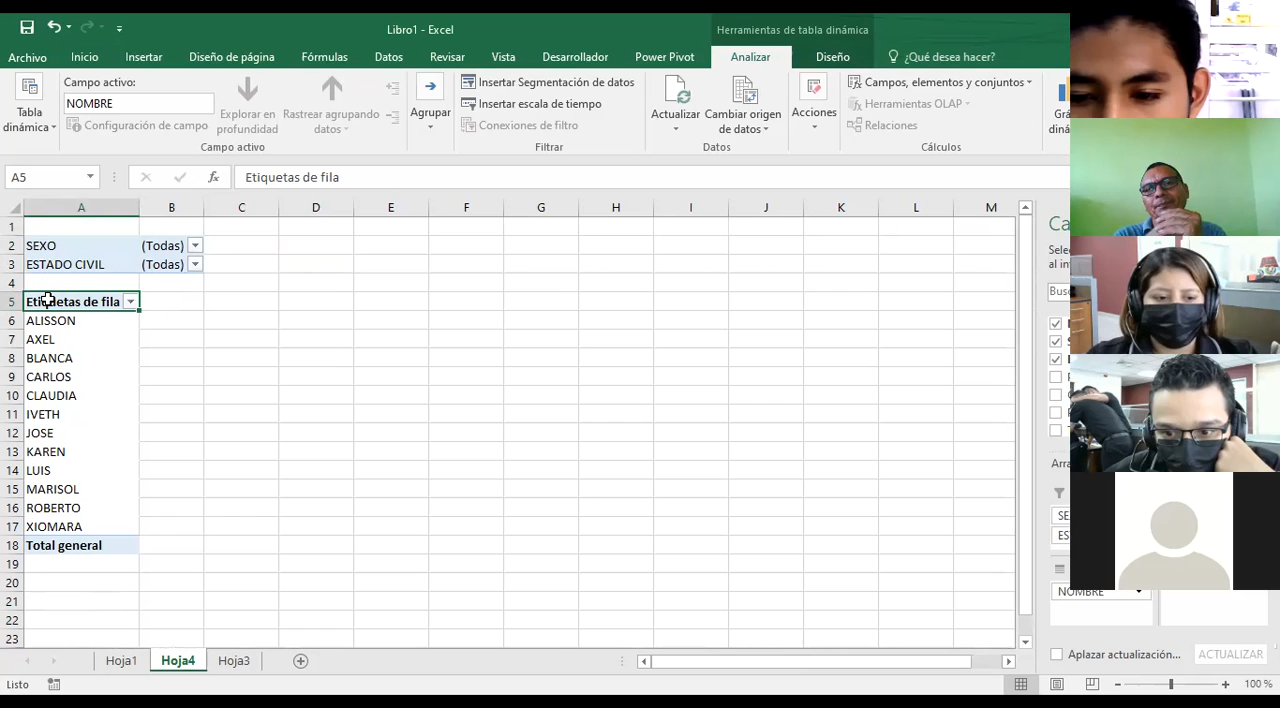 Libro1 - Excel
Herramientas de tabla dinámica
Archivo Inicio Insertar Diseño de página Fórmulas Datos Revisar Vista Desarrollador Power Pivot Analizar Diseño ¿Qué desea hacer?
Tabla dinámica
Campo activo:
NOMBRE
Configuración de campo
Explorar en profundidad
Rastrear agrupando datos
Campo activo
Agrupar
Insertar Segmentación de datos
Insertar escala de tiempo
Conexiones de filtro
Filtrar
Actualizar
Cambiar origen de datos
Datos
Acciones
Campos, elementos y conjuntos
Herramientas OLAP
Relaciones
Cálculos
A5 fx Etiquetas de fila
A B C D E F G H I J K L M
1
2 SEXO (Todas)
3 ESTADO CIVIL (Todas)
4
5 Etiquetas de fila
6 ALISSON
7 AXEL
8 BLANCA
9 CARLOS
10 CLAUDIA
11 IVETH
12 JOSE
13 KAREN
14 LUIS
15 MARISOL
16 ROBERTO
17 XIOMARA
18 Total general
19
20
21
22
23
NOMBRE
Aplazar actualización... ACTUALIZAR
Hoja1 Hoja4 Hoja3
Listo
100 %